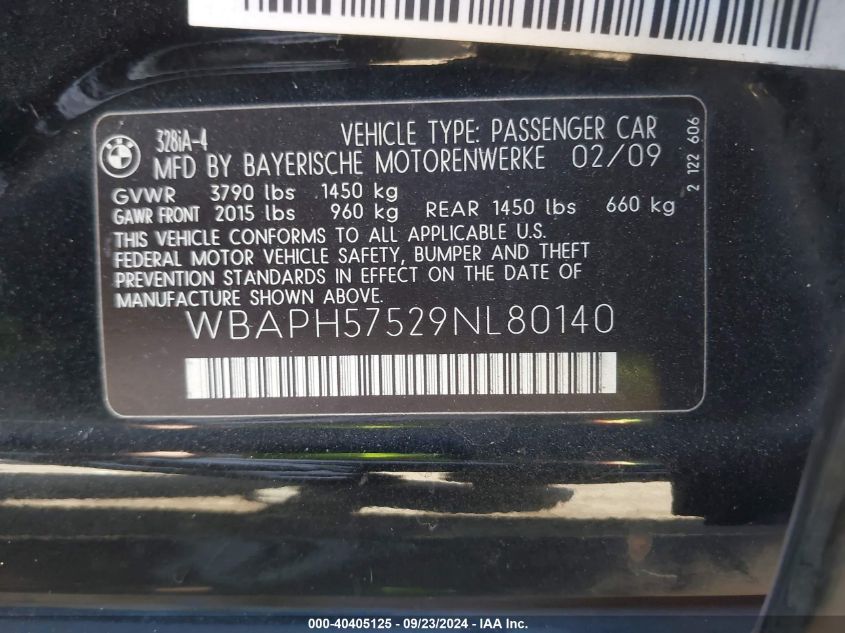 328iA-4 VEHICLE TYPE: PASSENGER CAR
MFD BY BAYERISCHE MOTORENWERKE 02/09
GVWR 3790 lbs 1450 kg
GAWR FRONT 2015 lbs 960 kg REAR 1450 lbs 660 kg
THIS VEHICLE CONFORMS TO ALL APPLICABLE U.S.
FEDERAL MOTOR VEHICLE SAFETY, BUMPER AND THEFT
PREVENTION STANDARDS IN EFFECT ON THE DATE OF
MANUFACTURE SHOWN ABOVE.
WBAPH57529NL80140
2 122 606
000-40405125 - 09/23/2024 - IAA Inc.